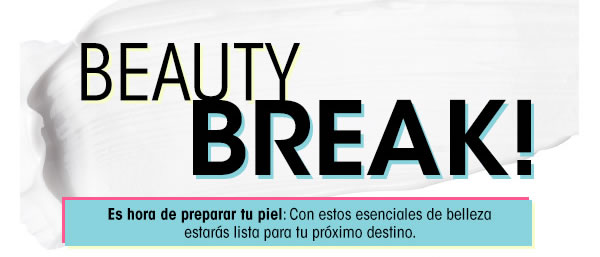 BEAUTY
BREAK!
Es hora de preparar tu piel: Con estos esenciales de belleza
estarás lista para tu próximo destino.